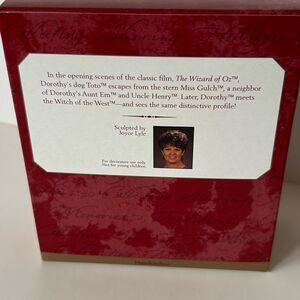 In the opening scenes of the classic film, The Wizard of Oz™,
Dorothy's dog Toto™ escapes from the stern Miss Gulch™, a neighbor
of Dorothy's Aunt Em™ and Uncle Henry™. Later, Dorothy™ meets
the Witch of the West™—and sees the same distinctive profile!
Sculpted by
Joyce Lyle
For decorative use only.
Not for young children.